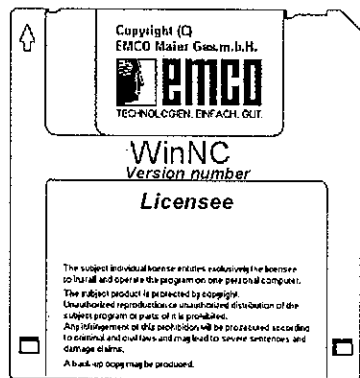 Copyright (C)
EMCO Maier Ges.m.b.H.
emco
TECHNOLOGIEN. EINFACH. GUT.
WinNC
Version number
Licensee
The subject individual license entitles exclusively the licensee
to install and operate the program on one personal computer.
The subject product is protected by copyright.
Unauthorized reproduction or unauthorized distribution of the
subject program or parts of it is prohibited.
Any infringement of this prohibition will be prosecuted according
to criminal and civil laws and may lead to severe sentences and
damage claims.
A back-up copy may be produced.